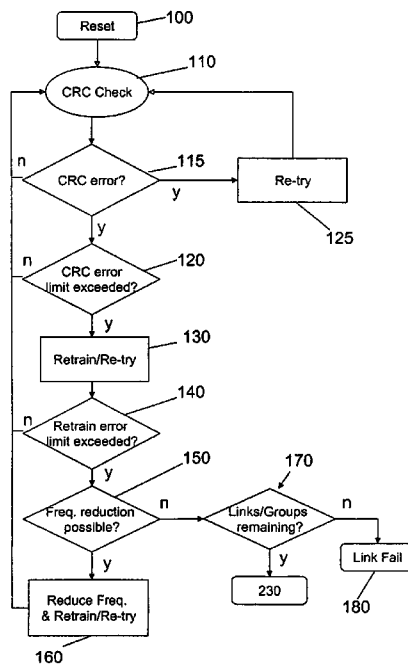 Reset
100
110
CRC Check
n
115
CRC error?
y
Re-try
125
y
n
120
CRC error
limit exceeded?
y
130
Retrain/Re-try
140
n
Retrain error
limit exceeded?
y
150
170
Freq. reduction
possible?
n
Links/Groups
remaining?
n
y
y
Link Fail
230
180
Reduce Freq.
& Retrain/Re-try
160